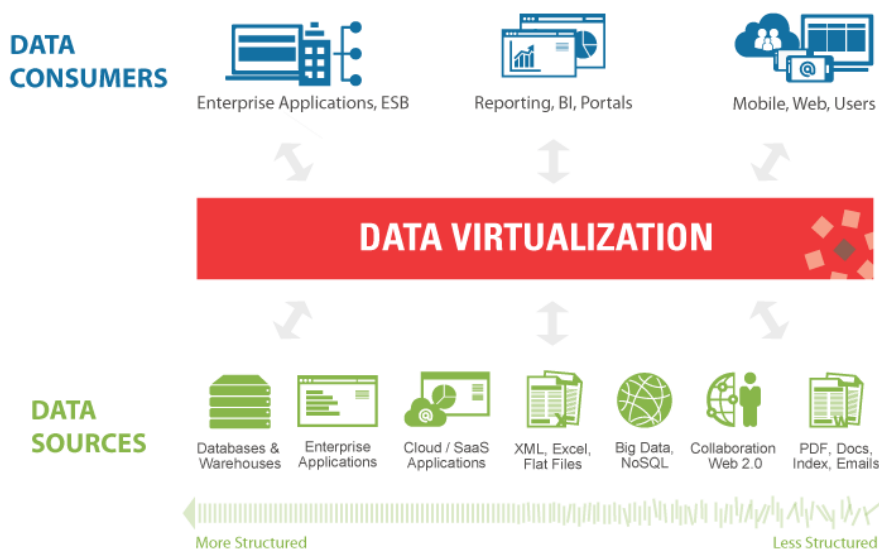 DATA
CONSUMERS
Enterprise Applications, ESB
Reporting, BI, Portals
Mobile, Web, Users
@
DATA VIRTUALIZATION
DATA
SOURCES
@
X
W
Databases &
Warehouses
Enterprise
Applications
Cloud / SaaS
Applications
XML, Excel,
Flat Files
Big Data,
NoSQL
Collaboration
Web 2.0
PDF, Docs,
Index, Emails
More Structured
Less Structured